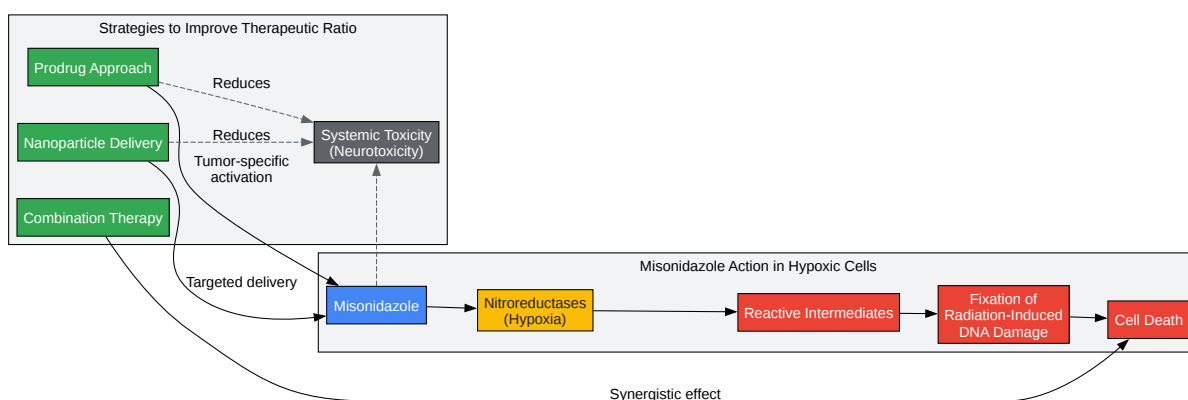 Strategies to Improve Therapeutic Ratio
Prodrug Approach
Reduces
Nanoparticle Delivery
Reduces
Systemic Toxicity
(Neurotoxicity)
Tumor-specific
activation
Combination Therapy
Misonidazole Action in Hypoxic Cells
Targeted delivery
Misonidazole
Nitroreductases
(Hypoxia)
Reactive Intermediates
Fixation of
Radiation-Induced
DNA Damage
Cell Death
Synergistic effect